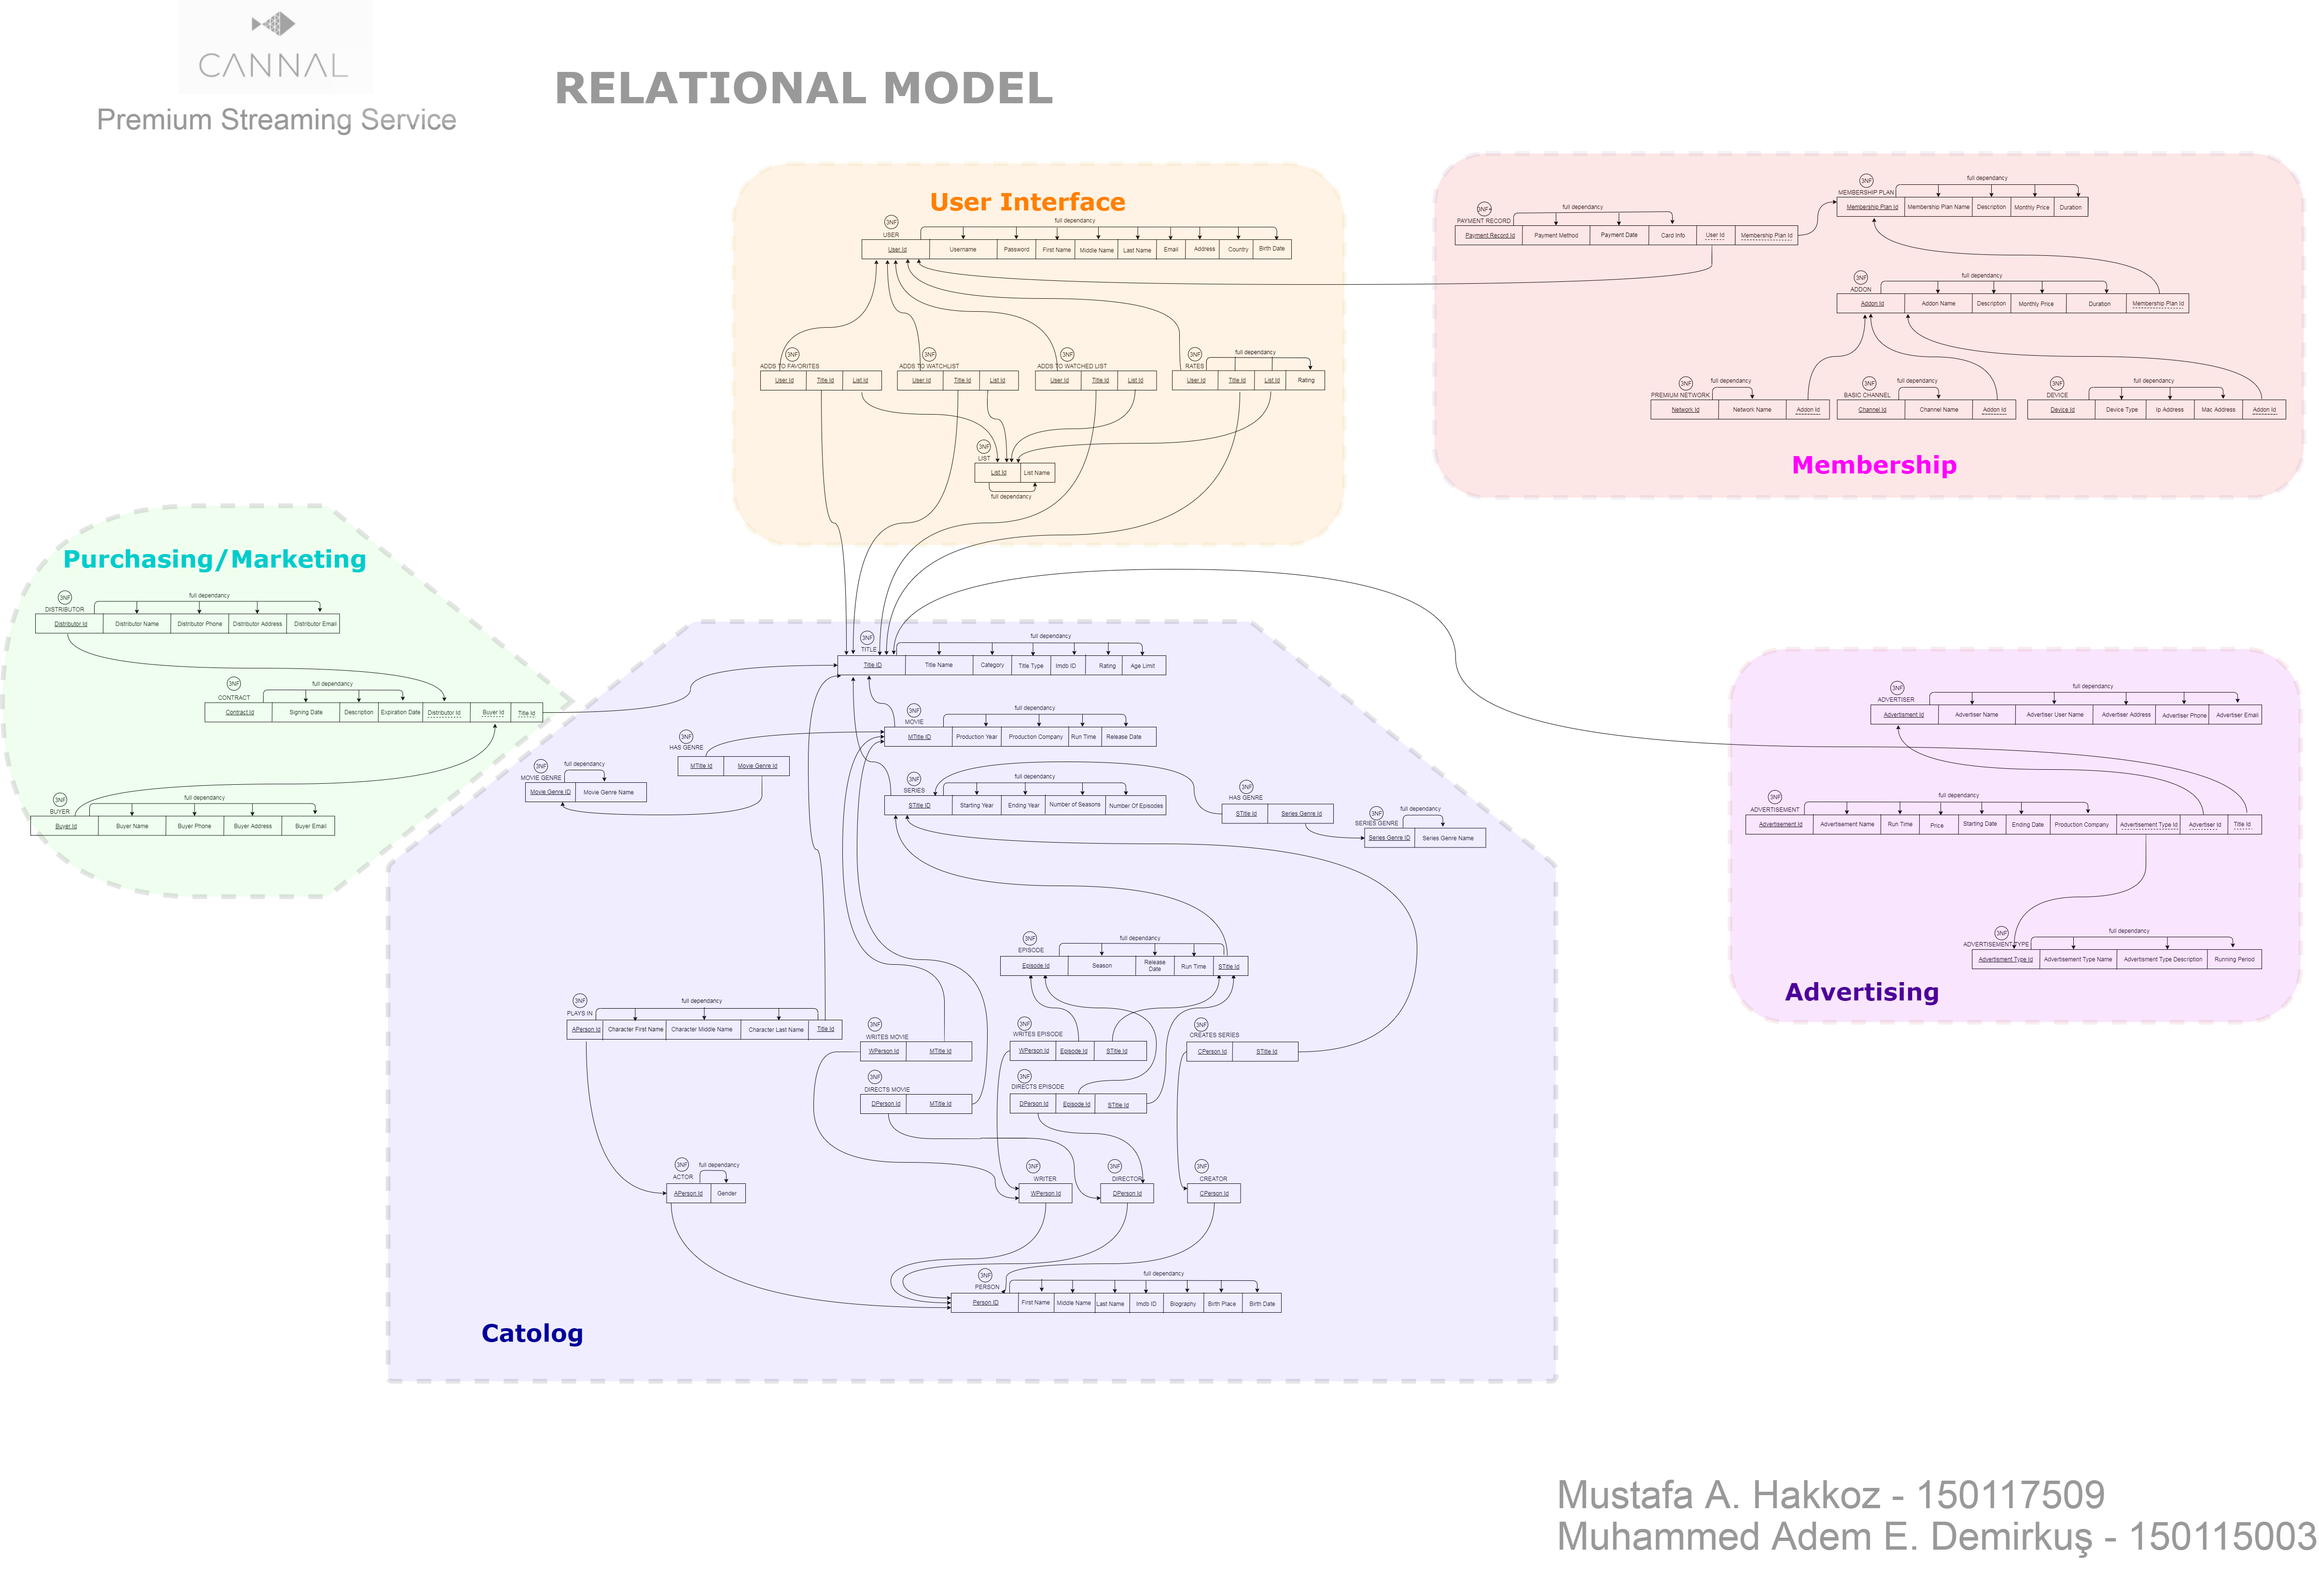 CANNAL
Premium Streaming Service
RELATIONAL MODEL
User Interface
3NF
USER
full dependancy
User Id Username Password First Name Middle Name Last Name Email Address Country Birth Date
3NF 3NF 3NF 3NF
ADDS TO FAVORITES ADDS TO WATCHLIST ADDS TO WATCHED LIST RATES
full dependancy
User Id Title Id List Id
User Id Title Id List Id
User Id Title Id List Id
User Id Title Id List Id Rating
3NF
LIST
List Id List Name
full dependancy
3NF
MEMBERSHIP PLAN
full dependancy
Membership Plan Id Membership Plan Name Description Monthly Price Duration
3NF+
PAYMENT RECORD
full dependancy
Payment Record Id Payment Method Payment Date Card Info User Id Membership Plan Id
3NF
ADDON
full dependancy
Addon Id Addon Name Description Monthly Price Duration Membership Plan Id
3NF
PREMIUM NETWORK
full dependancy
Network Id Network Name Addon Id
3NF
BASIC CHANNEL
full dependancy
Channel Id Channel Name Addon Id
3NF
DEVICE
full dependancy
Device Id Device Type Ip Address Mac Address Addon Id
Membership
Purchasing/Marketing
3NF
DISTRIBUTOR
full dependancy
Distributor Id Distributor Name Distributor Phone Distributor Address Distributor Email
3NF
CONTRACT
full dependancy
Contract Id Signing Date Description Expiration Date Distributor Id Buyer Id Title Id
3NF
BUYER
full dependancy
Buyer Id Buyer Name Buyer Phone Buyer Address Buyer Email
3NF
TITLE
full dependancy
Title ID Title Name Category Title Type Imdb ID Rating Age Limit
3NF
MOVIE
full dependancy
MTitle ID Production Year Production Company Run Time Release Date
3NF
HAS GENRE
MTitle Id Movie Genre Id
3NF
MOVIE GENRE
full dependancy
Movie Genre ID Movie Genre Name
3NF
SERIES
full dependancy
STitle ID Starting Year Ending Year Number of Seasons Number Of Episodes
3NF
HAS GENRE
STitle Id Series Genre Id
3NF
SERIES GENRE
full dependancy
Series Genre ID Series Genre Name
3NF
EPISODE
full dependancy
Episode Id Season Release Date Run Time STitle Id
3NF
PLAYS IN
full dependancy
APerson Id Character First Name Character Middle Name Character Last Name Title Id
3NF
WRITES MOVIE
WPerson Id MTitle Id
3NF
WRITES EPISODE
WPerson Id Episode Id STitle Id
3NF
CREATES SERIES
CPerson Id STitle Id
3NF
DIRECTS MOVIE
DPerson Id MTitle Id
3NF
DIRECTS EPISODE
DPerson Id Episode Id STitle Id
3NF
ACTOR
full dependancy
APerson Id Gender
3NF
WRITER
WPerson Id
3NF
DIRECTOR
DPerson Id
3NF
CREATOR
CPerson Id
3NF
PERSON
full dependancy
Person ID First Name Middle Name Last Name Imdb ID Biography Birth Place Birth Date
Catolog
3NF
ADVERTISER
full dependancy
Advertisment Id Advertiser Name Advertiser User Name Advertiser Address Advertiser Phone Advertiser Email
3NF
ADVERTISEMENT
full dependancy
Advertisement Id Advertisement Name Run Time Price Starting Date Ending Date Production Company Advertisement Type Id Advertiser Id Title Id
3NF
ADVERTISEMENT TYPE
full dependancy
Advertisment Type Id Advertisement Type Name Advertisment Type Description Running Period
Advertising
Mustafa A. Hakkoz - 150117509
Muhammed Adem E. Demirkuş - 150115003